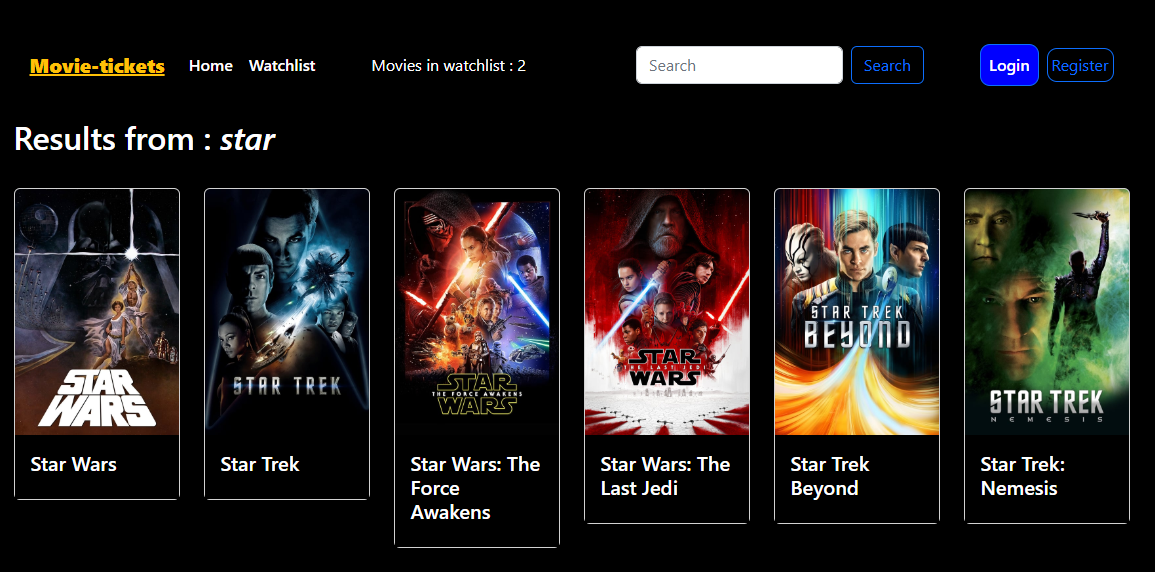 Movie-tickets Home Watchlist Movies in watchlist : 2 Search Search Login Register
Results from : star
STAR
WARS
STAR TREK
STAR
THE FORCE AWAKENS
WARS
STAR
THE LAST JEDI
WARS
STAR TREK
BEYOND
STAR TREK
NEMESIS
Star Wars
Star Trek
Star Wars: The
Force
Awakens
Star Wars: The
Last Jedi
Star Trek
Beyond
Star Trek:
Nemesis